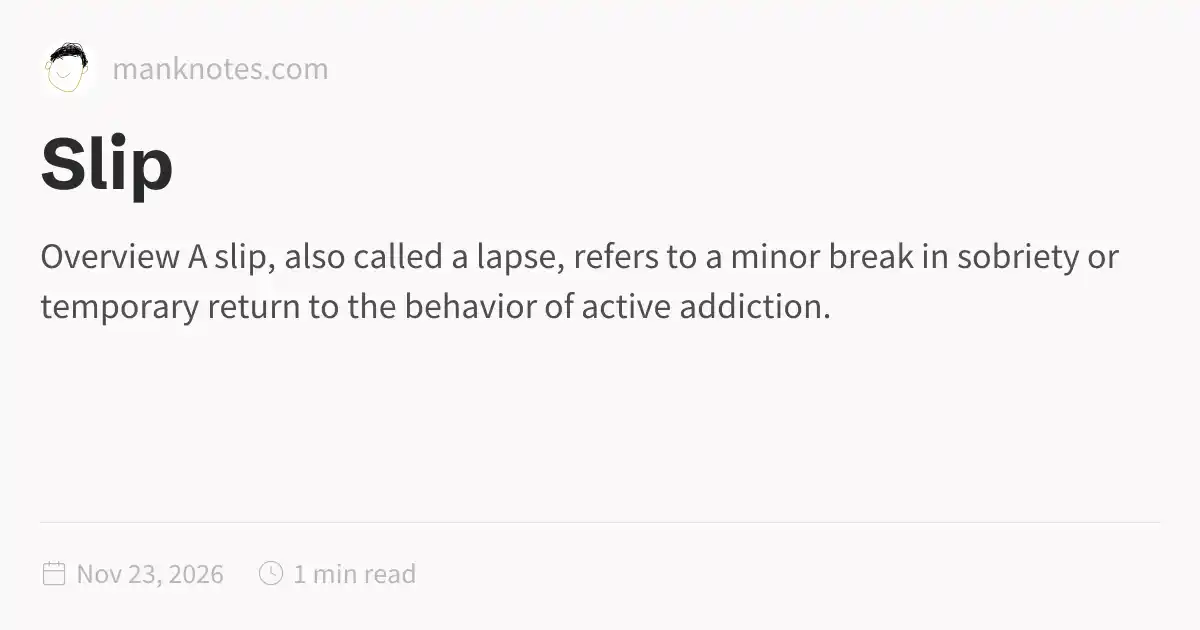 manknotes.com
Slip
Overview A slip, also called a lapse, refers to a minor break in sobriety or
temporary return to the behavior of active addiction.
Nov 23, 2026 1 min read